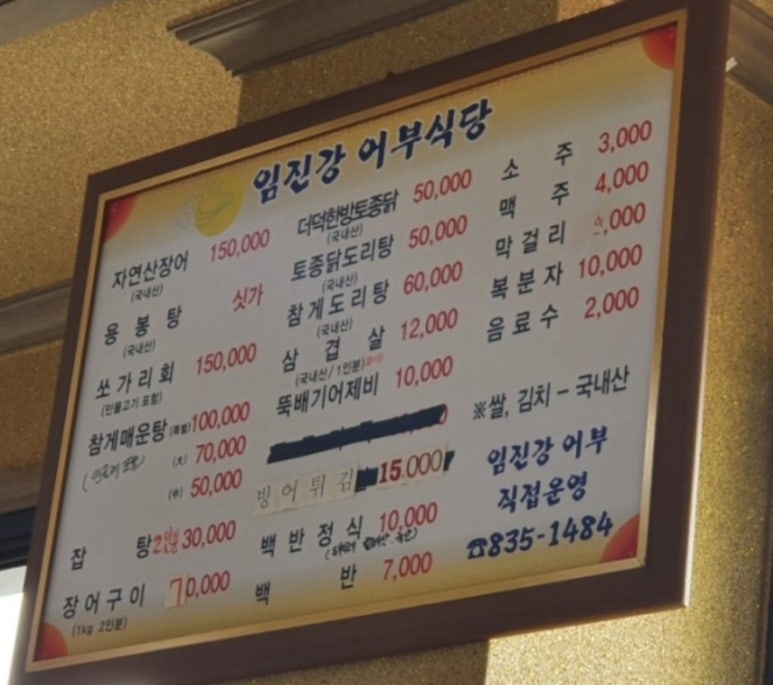 임진강 어부식당
자연산장어 150,000
(국내산)
용봉탕 싯가
(국내산)
쏘가리회 150,000
(민물고기 포함)
참게매운탕 (특별) 100,000
(大) 70,000
(中) 50,000
잡탕 2인분 30,000
장어구이 70,000
(1kg 2인분)
더덕한방토종닭 50,000
(국내산)
토종닭도리탕 50,000
(국내산)
참게도리탕 60,000
(국내산)
삼겹살 12,000
(국내산/1인분)
뚝배기어제비 10,000
빙어튀김 15.000
백반정식 10,000
백반 7,000
소주 3,000
맥주 4,000
막걸리 ,000
복분자 10,000
음료수 2,000
※쌀, 김치 - 국내산
임진강 어부
직접운영
☎835-1484